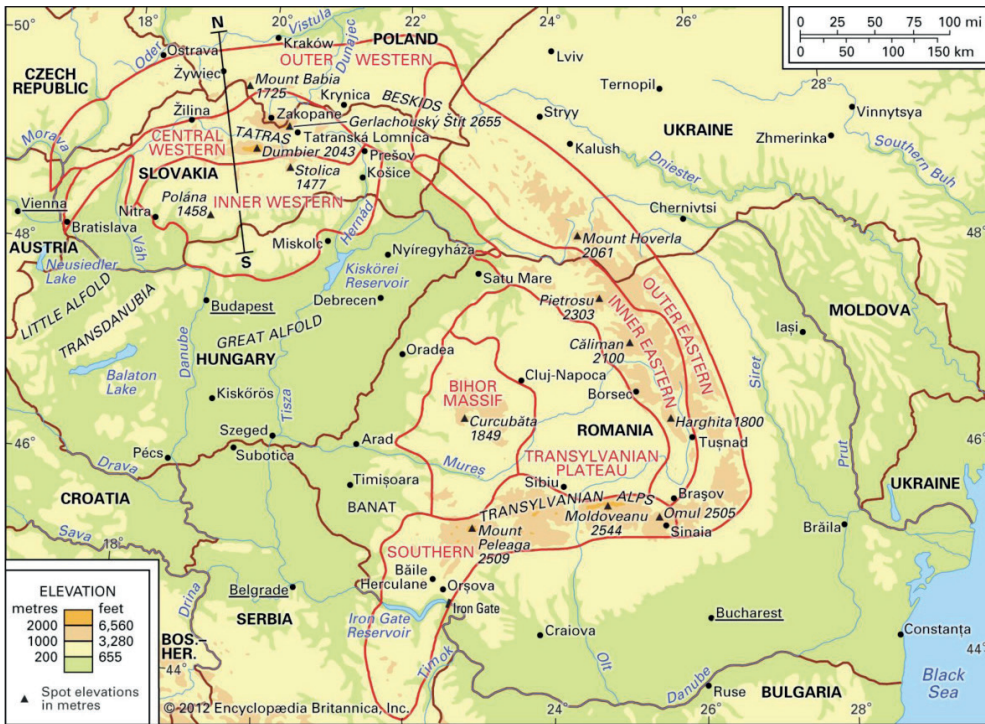 50°
18
20
22
24
26
50°
0 25 50 75 100 mi
0 50 100 150 km
28
N
Vistula
Kraków
POLAND
Dunajec
Oder
Ostrava
OUTER WESTERN
CZECH
REPUBLIC
Żywiec
Mount Babia
1725
Krynica
BESKIDS
Lviv
Ternopil
Vinnytsya
Žilina
Zakopane
Gerlachouský Štit 2655
Stryy
UKRAINE
Zhmerinka
Morava
CENTRAL
WESTERN
TATRAS
Tatranská Lomnica
Kalush
Southern Buh
Dumbier 2043
Prešov
Dniester
SLOVAKIA
Stolica
1477
Košice
Polána
1458
INNER WESTERN
Vienna
Nitra
Hernád
Chernivtsi
Bratislava
48°
AUSTRIA
Váh
S
Miskolc
Nyíregyháza
Mount Hoverla
2061
48°
Neusiedler
Lake
Kiskörei
Reservoir
Satu Mare
LITTLE ALFOLD
TRANSDANUBIA
Budapest
Debrecen
Pietrosu
2303
INNER EASTERN
OUTER EASTERN
MOLDOVA
Danube
GREAT ALFOLD
Iași
HUNGARY
Oradea
Căliman
2100
Siret
Balaton
Lake
Cluj-Napoca
Kiskőrös
Tisza
BIHOR
MASSIF
Borsec
Curcubăta
1849
Harghita 1800
Szeged
ROMANIA
Tușnad
46°
Pécs
Subotica
Arad
46°
Drava
Mureș
TRANSYLVANIAN
PLATEAU
Prut
CROATIA
Timișoara
Sibiu
UKRAINE
BANAT
TRANSYLVANIAN ALPS
Brașov
Sava
Moldoveanu
2544
Omul 2505
Sinaia
Brăila
18°
Mount
Peleaga
2509
SOUTHERN
Băile
Herculane
Orșova
ELEVATION
metres feet
2000 6,560
1000 3,280
200 655
Spot elevations
in metres
Drina
Belgrade
SERBIA
Iron Gate
Iron Gate
Reservoir
Bucharest
BOS.-
HER.
Craiova
Constanța
44°
Timok
Olt
44°
Danube
Black
Sea
Ruse
BULGARIA
© 2012 Encyclopædia Britannica, Inc.
20
22
24
26
28